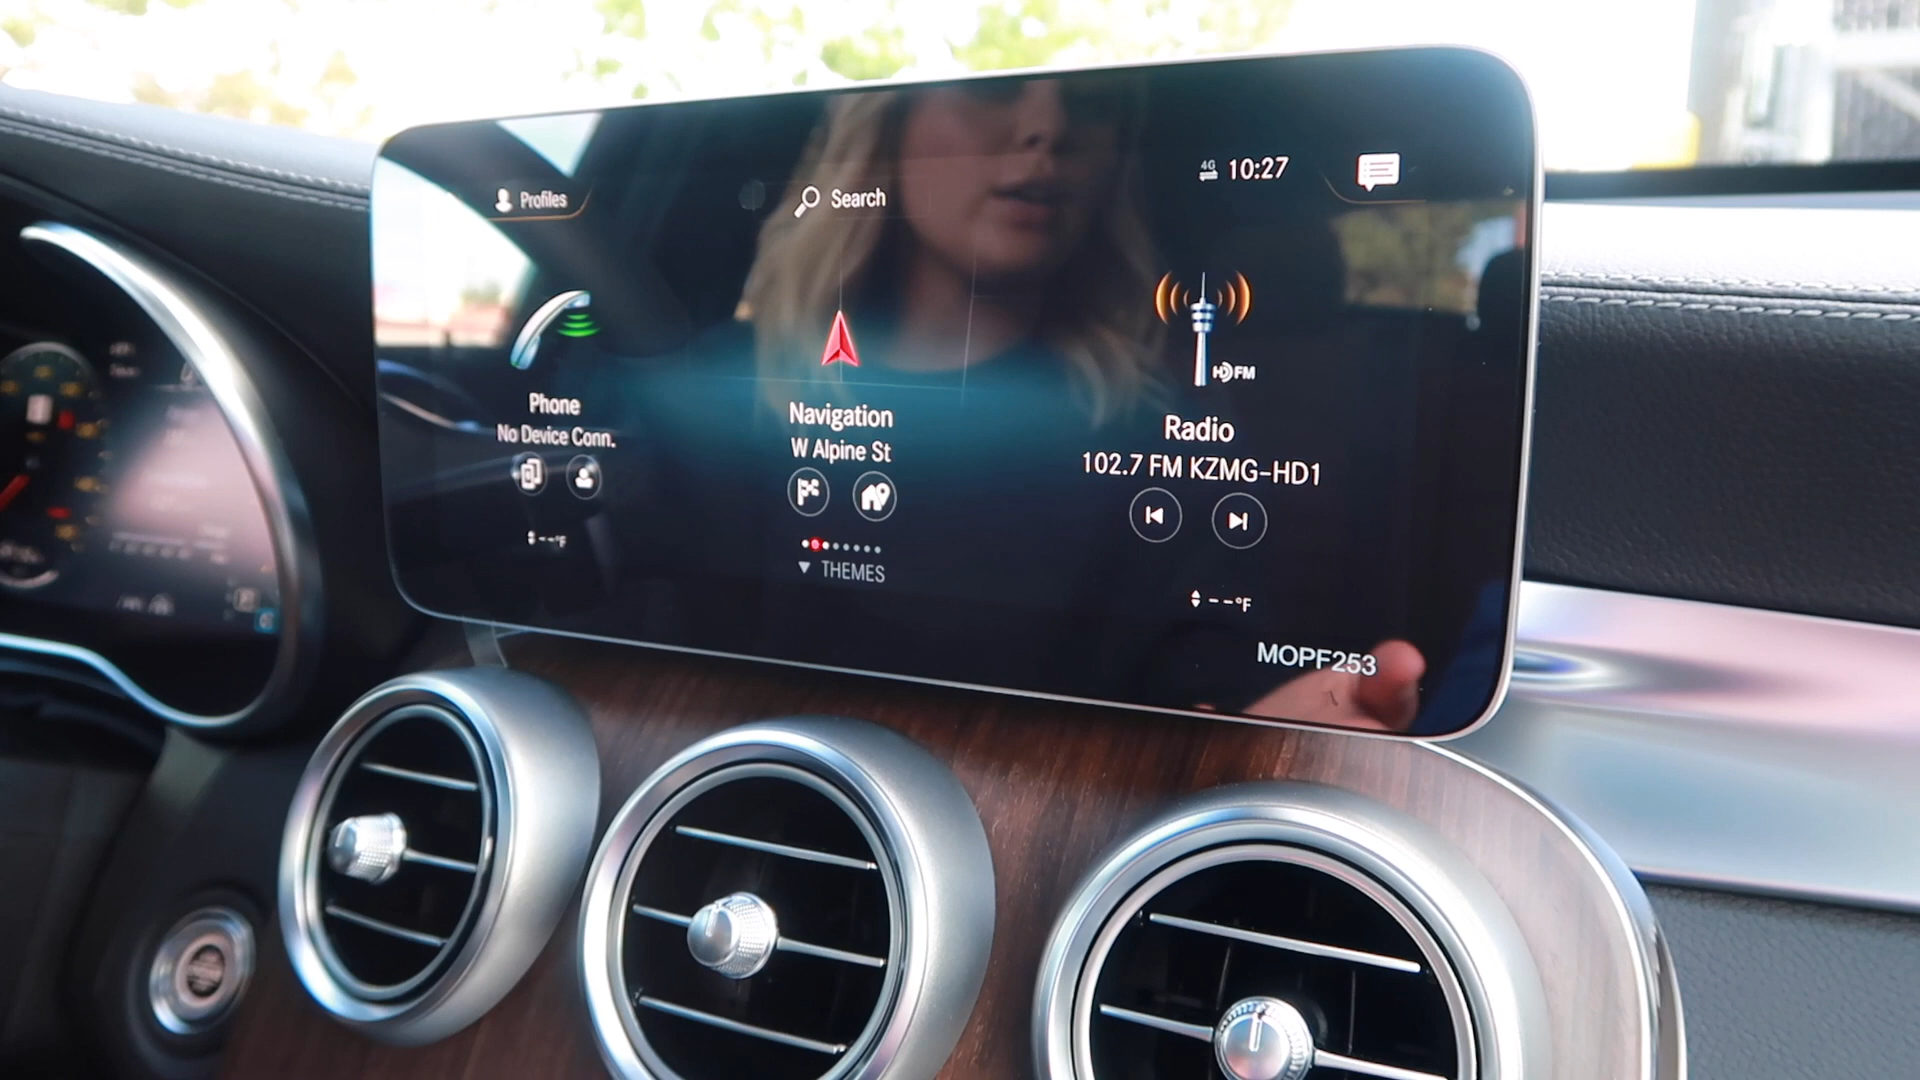 Profiles
Search
4G 10:27
HD FM
Phone
No Device Conn.
Navigation
W Alpine St
Radio
102.7 FM KZMG-HD1
--°F
THEMES
--°F
MOPF253